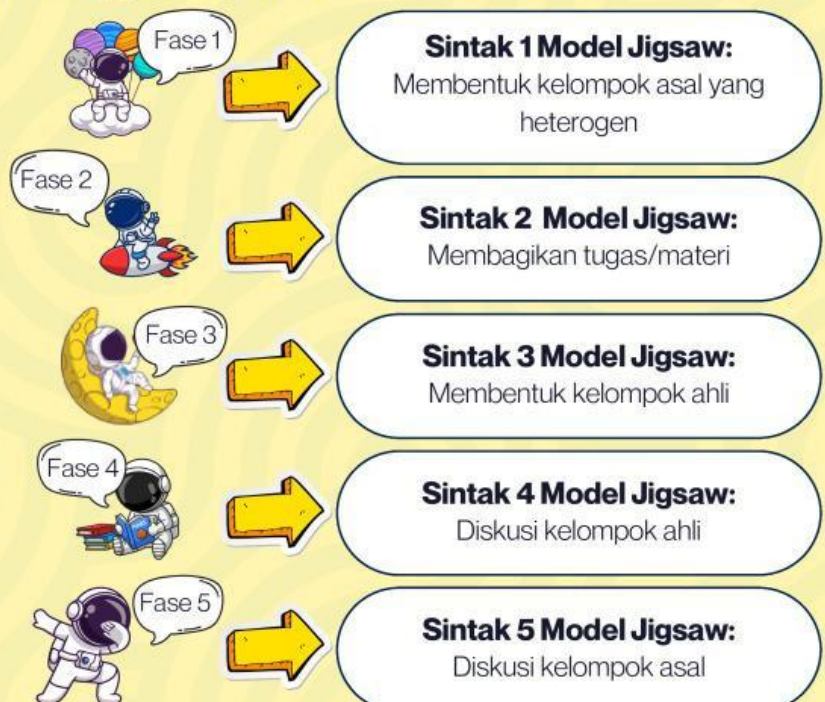 Fase 1
Sintak 1 Model Jigsaw:
Membentuk kelompok asal yang
heterogen
Fase 2
Sintak 2 Model Jigsaw:
Membagikan tugas/materi
Fase 3
Sintak 3 Model Jigsaw:
Membentuk kelompok ahli
Fase 4
Sintak 4 Model Jigsaw:
Diskusi kelompok ahli
Fase 5
Sintak 5 Model Jigsaw:
Diskusi kelompok asal